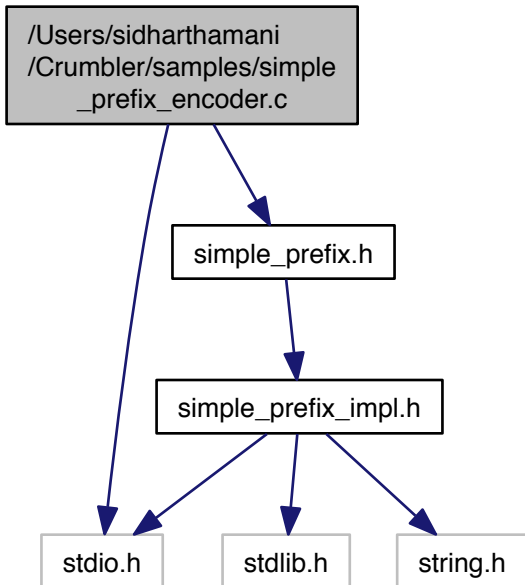 /Users/sidharthamani
/Crumbler/samples/simple
_prefix_encoder.c
simple_prefix.h
simple_prefix_impl.h
stdio.h
stdlib.h
string.h